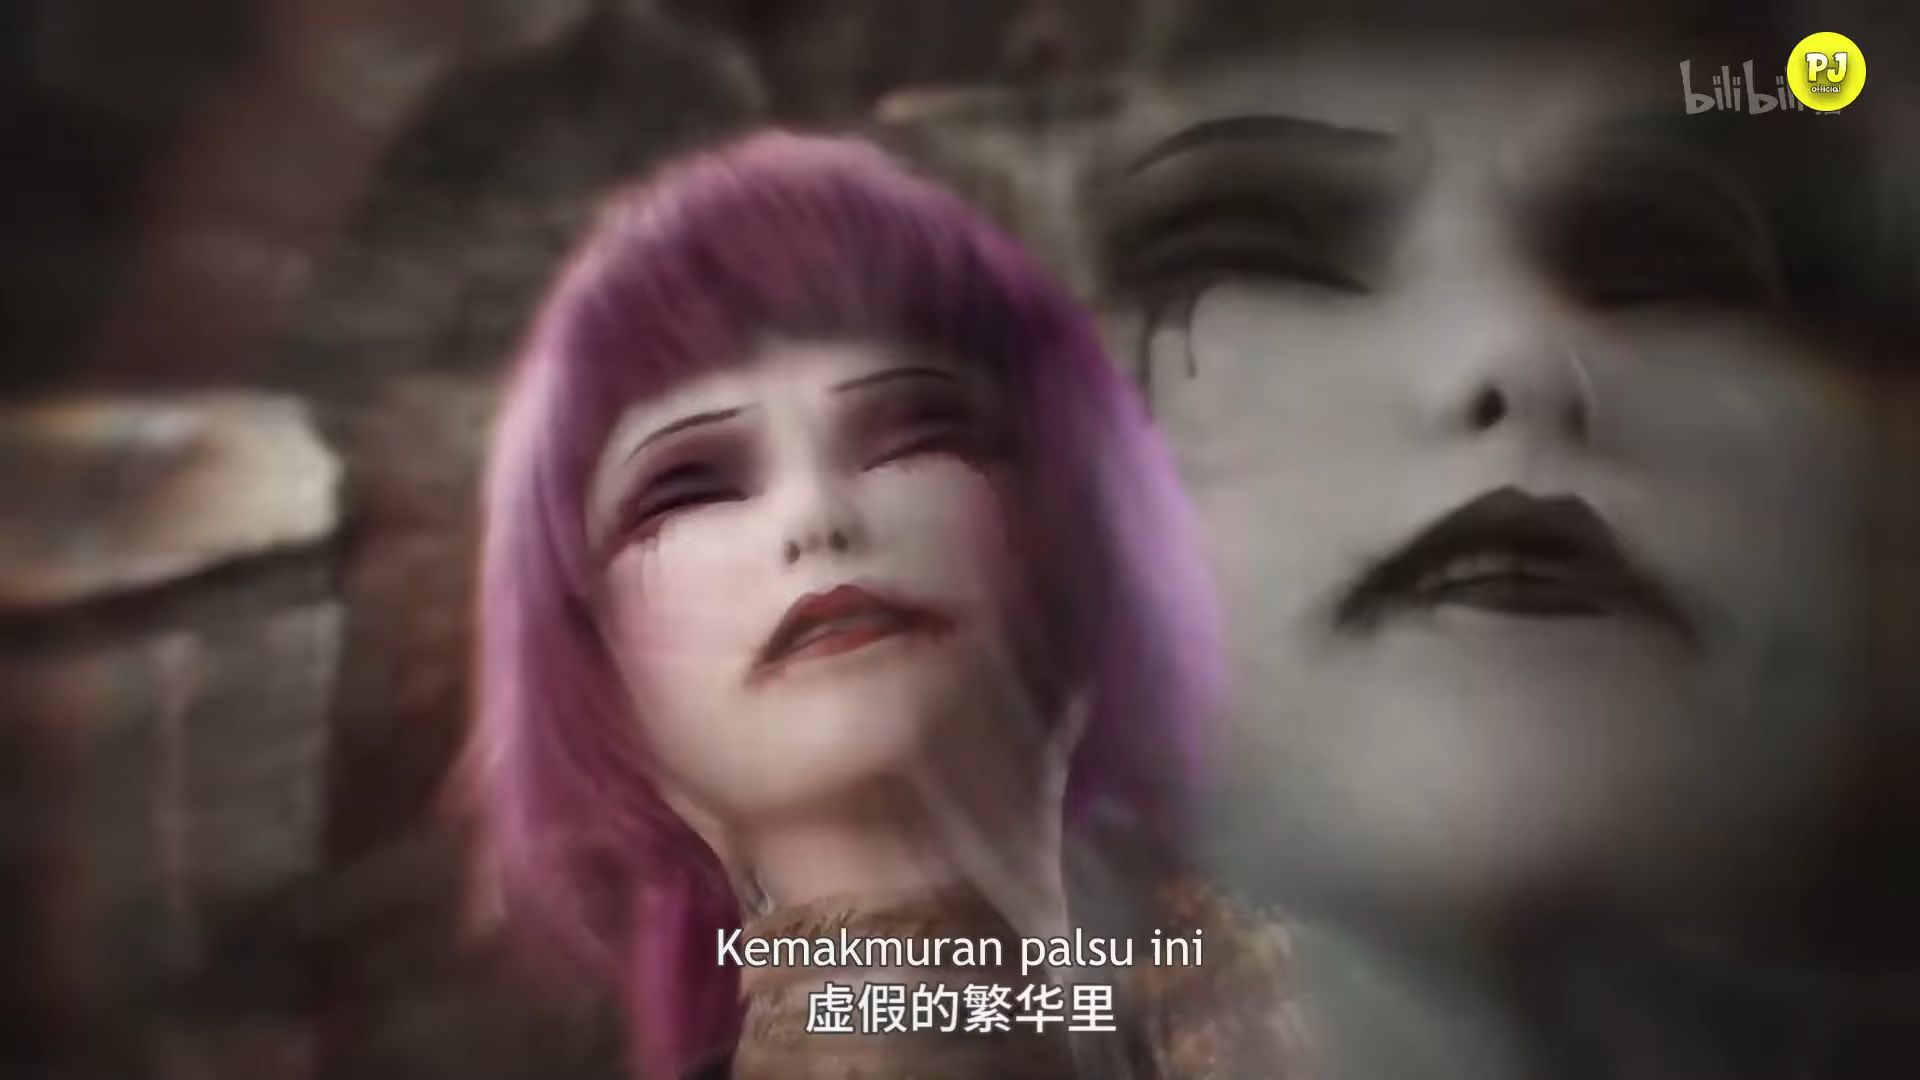 bilibili
PJ
official
Kemakmuran palsu ini
虚假的繁华里